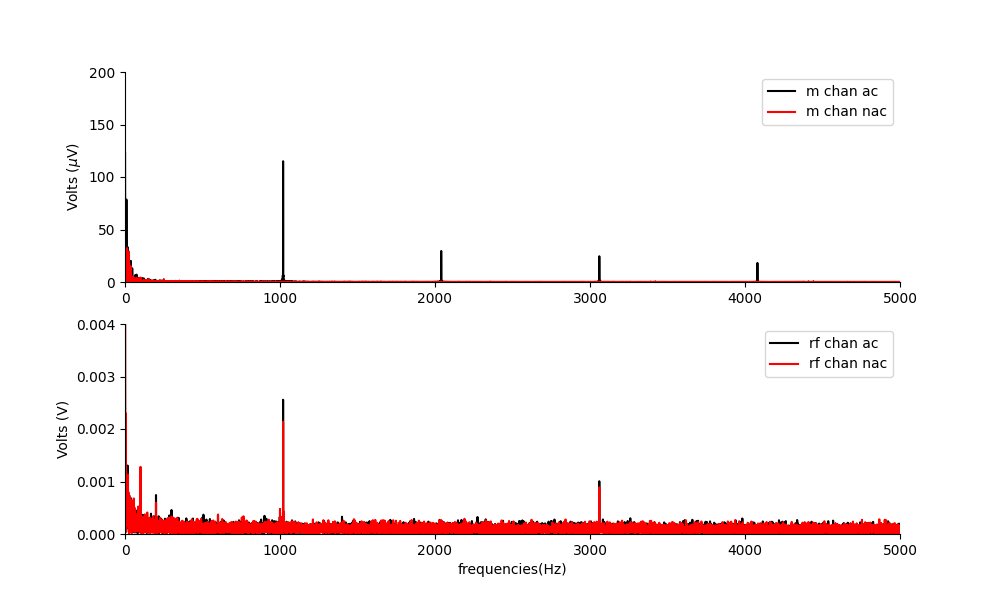 200
150
100
50
0
Volts (μV)
m chan ac
m chan nac
0 1000 2000 3000 4000 5000
0.004
0.003
0.002
0.001
0.000
Volts (V)
rf chan ac
rf chan nac
0 1000 2000 3000 4000 5000
frequencies(Hz)